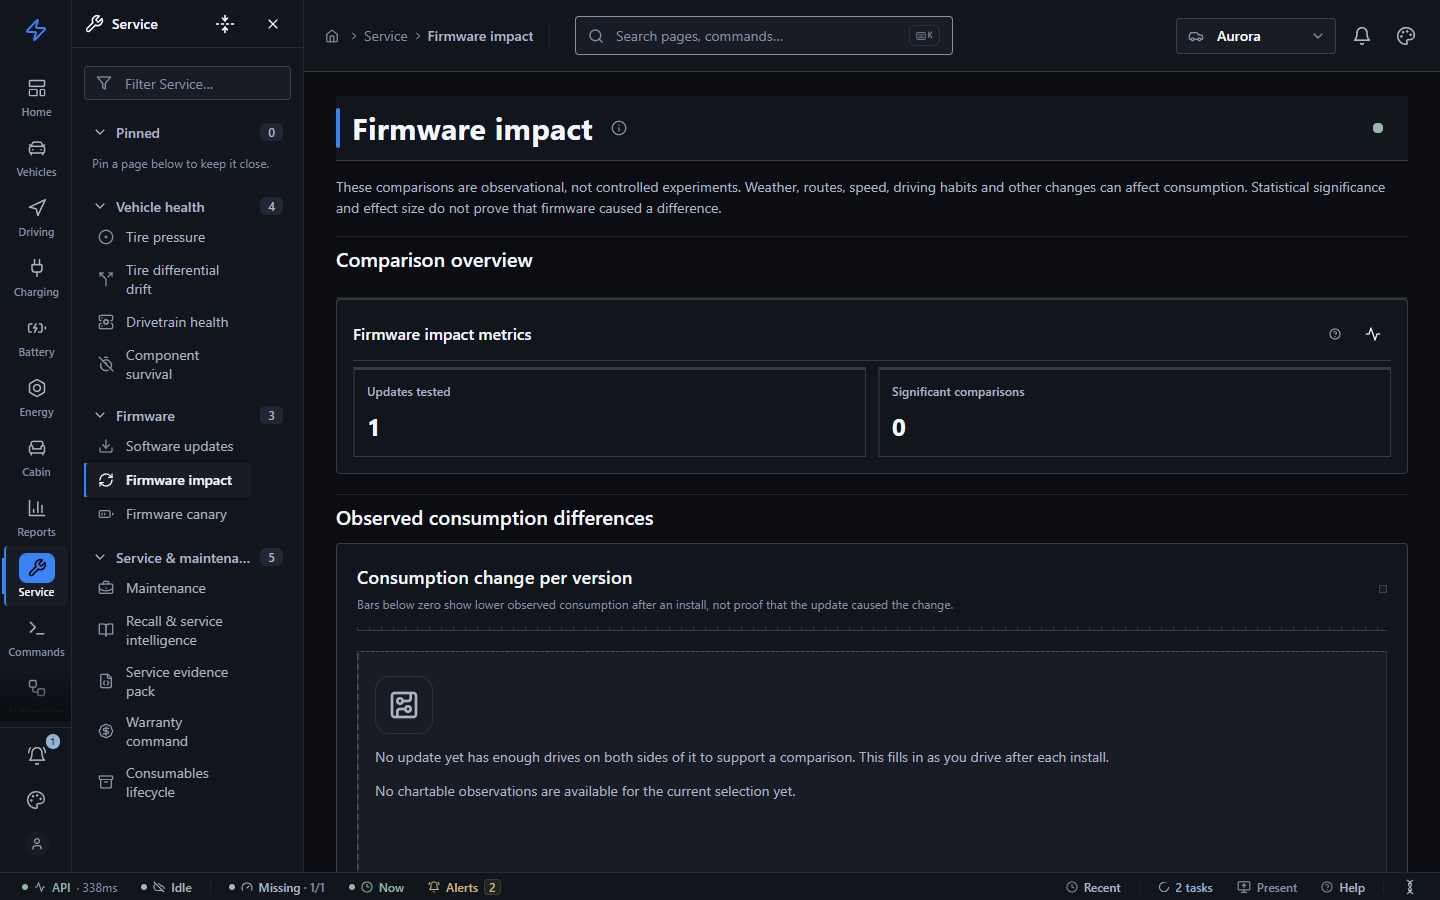 Service
Service
Firmware impact
Search pages, commands...
K
Aurora
Home
Vehicles
Driving
Charging
Battery
Energy
Cabin
Reports
Service
Commands
1
Filter Service...
Pinned
0
Pin a page below to keep it close.
Vehicle health
4
Tire pressure
Tire differential
drift
Drivetrain health
Component
survival
Firmware
3
Software updates
Firmware impact
Firmware canary
Service & maintena...
5
Maintenance
Recall & service
intelligence
Service evidence
pack
Warranty
command
Consumables
lifecycle
Firmware impact
These comparisons are observational, not controlled experiments. Weather, routes, speed, driving habits and other changes can affect consumption. Statistical significance
and effect size do not prove that firmware caused a difference.
Comparison overview
Firmware impact metrics
Updates tested
1
Significant comparisons
0
Observed consumption differences
Consumption change per version
Bars below zero show lower observed consumption after an install, not proof that the update caused the change.
No update yet has enough drives on both sides of it to support a comparison. This fills in as you drive after each install.
No chartable observations are available for the current selection yet.
API · 338ms
Idle
Missing · 1/1
Now
Alerts 2
Recent
2 tasks
Present
Help